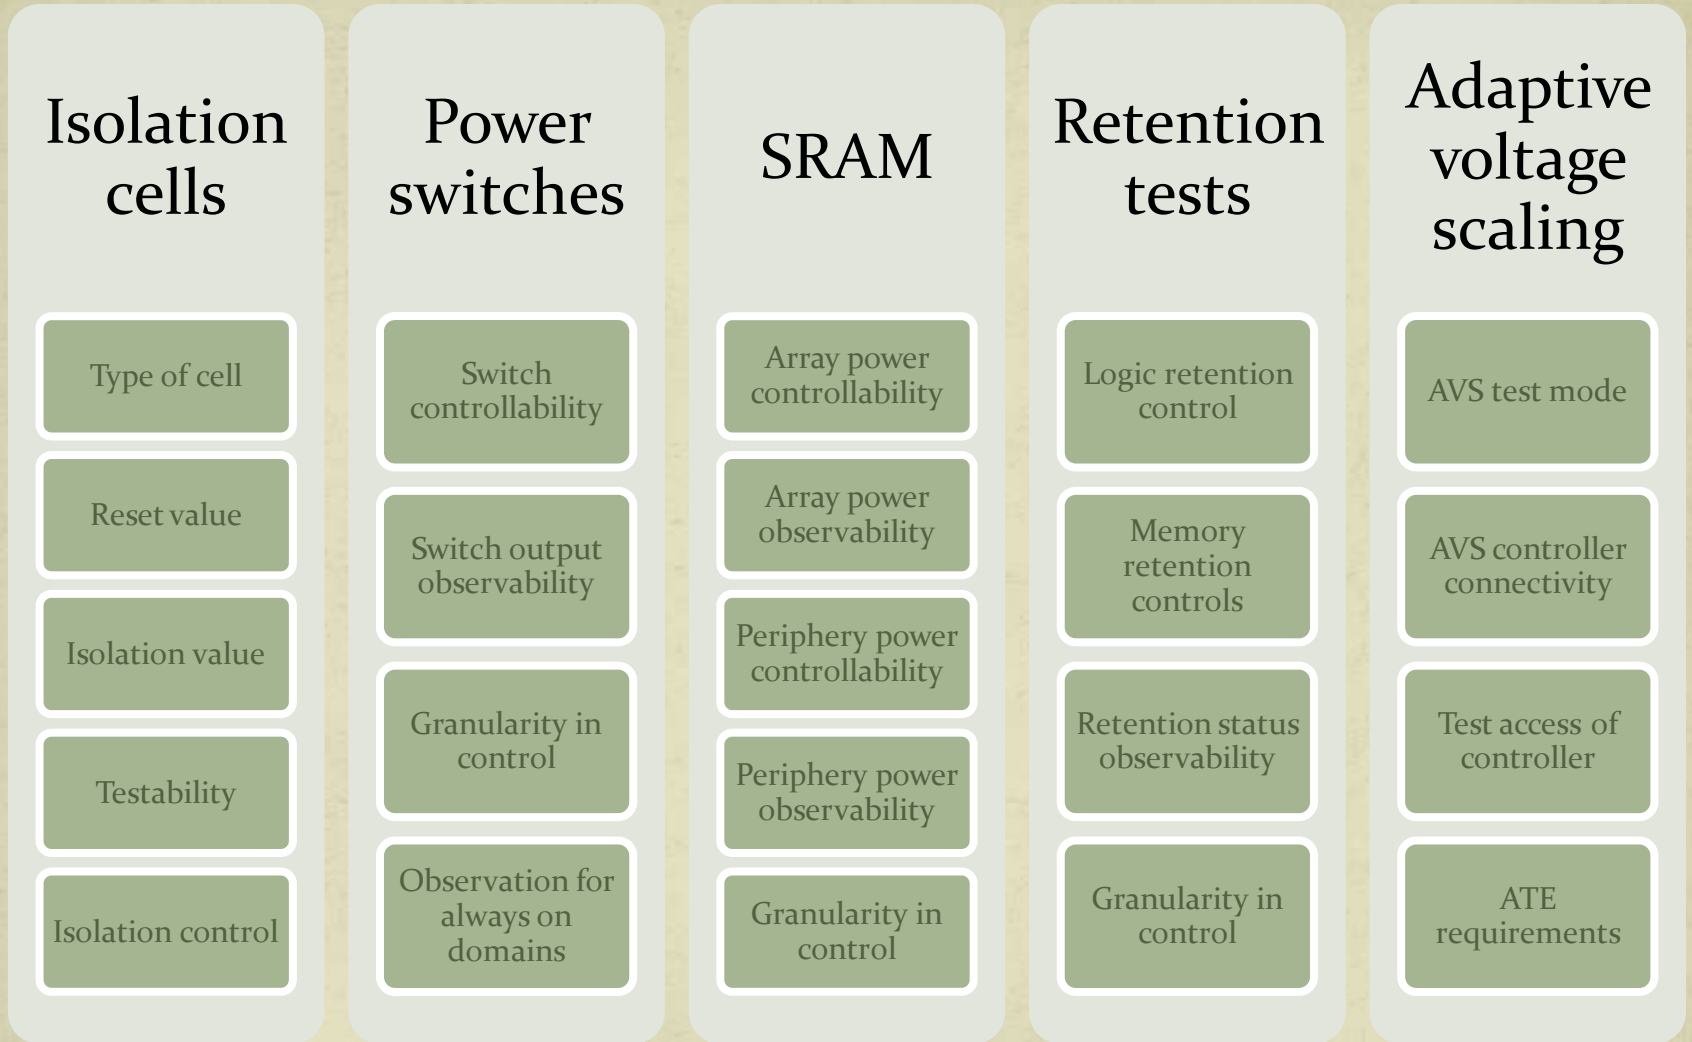 Isolation
cells
Type of cell
Reset value
Isolation value
Testability
Isolation control
Power
switches
Switch
controllability
Switch output
observability
Granularity in
control
Observation for
always on
domains
SRAM
Array power
controllability
Array power
observability
Periphery power
controllability
Periphery power
observability
Granularity in
control
Retention
tests
Logic retention
control
Memory
retention
controls
Retention status
observability
Granularity in
control
Adaptive
voltage
scaling
AVS test mode
AVS controller
connectivity
Test access of
controller
ATE
requirements